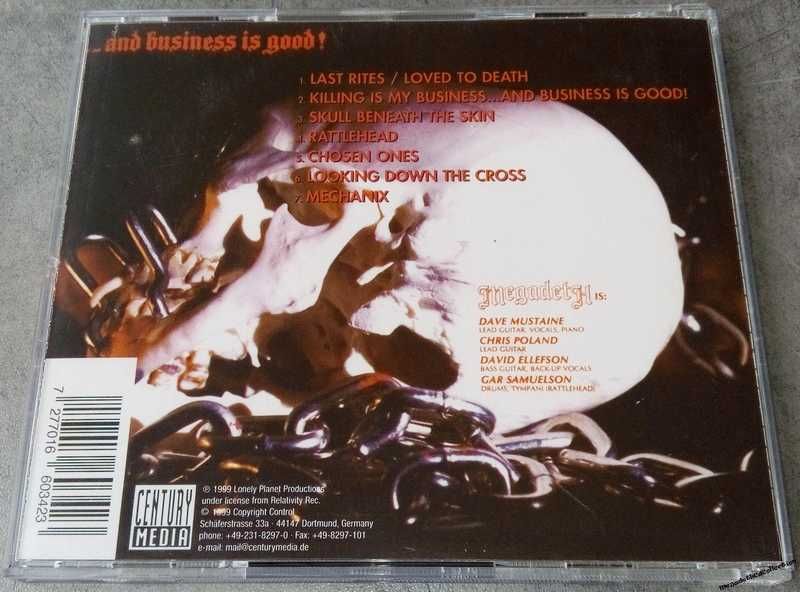 ...and business is good!
1. LAST RITES / LOVED TO DEATH
2. KILLING IS MY BUSINESS...AND BUSINESS IS GOOD!
3. SKULL BENEATH THE SKIN
4. RATTLEHEAD
5. CHOSEN ONES
6. LOOKING DOWN THE CROSS
7. MECHANIX
MEGADETH IS:
DAVE MUSTAINE
LEAD GUITAR, VOCALS, PIANO
CHRIS POLAND
LEAD GUITAR
DAVID ELLEFSON
BASS GUITAR, BACK-UP VOCALS
GAR SAMUELSON
DRUMS, TYMPANI (RATTLEHEAD)
7 277016 603423
CENTURY
MEDIA
℗ 1999 Lonely Planet Productions
under license from Relativity Rec.
© 1999 Copyright Control
Schäferstrasse 33a · 44147 Dortmund, Germany
phone: +49-231-8297-0 · Fax: +49-8297-101
e-mail: mail@centurymedia.de